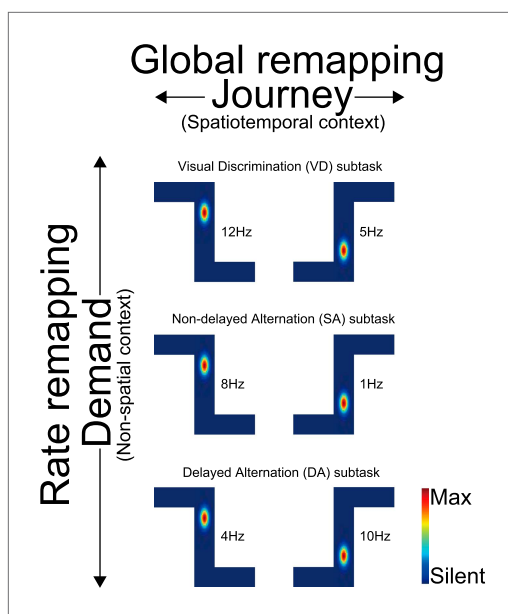 Global remapping
Journey
(Spatiotemporal context)
Rate remapping
Demand
(Non-spatial context)
Visual Discrimination (VD) subtask
12Hz
5Hz
Non-delayed Alternation (SA) subtask
8Hz
1Hz
Delayed Alternation (DA) subtask
4Hz
10Hz
Max
Silent